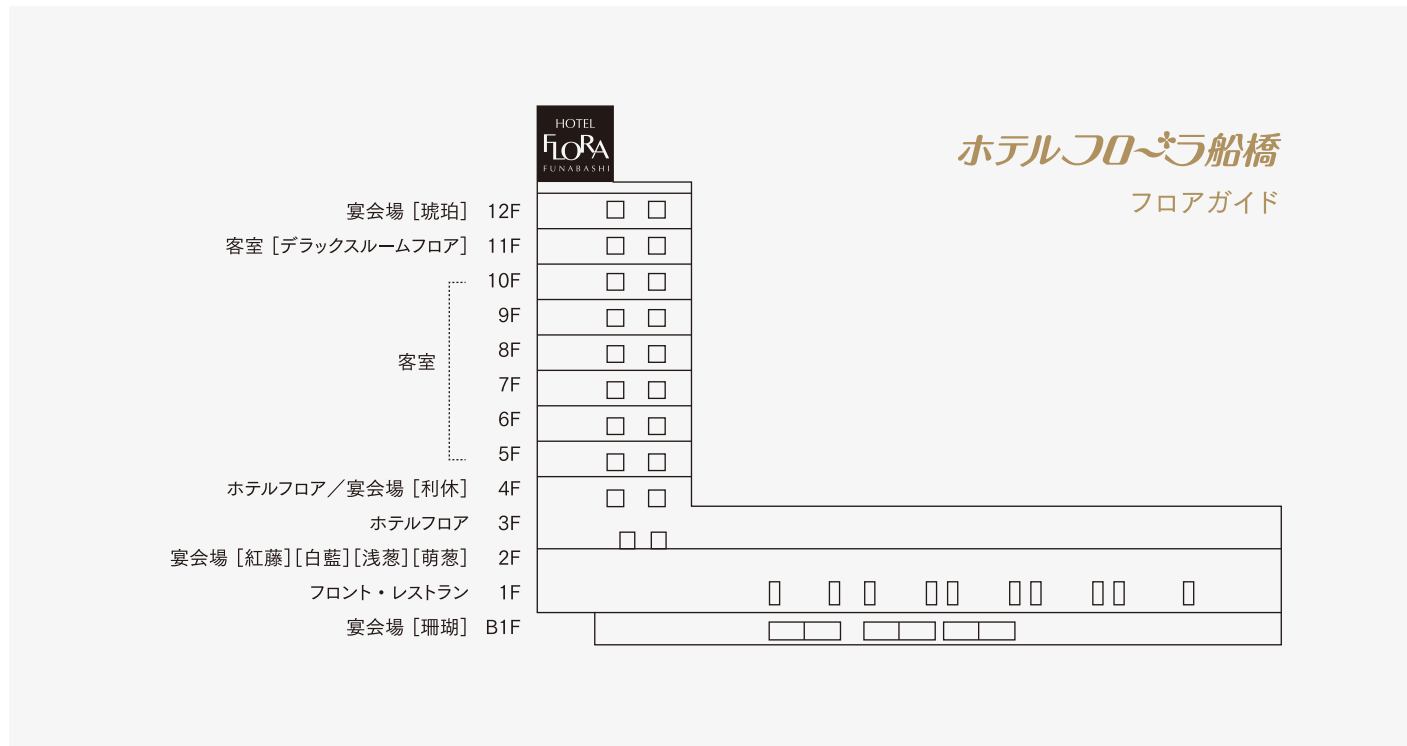 HOTEL
FLORA
FUNABASHI
ホテルフローラ船橋
フロアガイド
宴会場［琥珀］ 12F
客室［デラックスルームフロア］ 11F
10F
9F
8F
客室
7F
6F
5F
ホテルフロア／宴会場［利休］ 4F
ホテルフロア 3F
宴会場［紅藤］［白藍］［浅葱］［萌葱］ 2F
フロント・レストラン 1F
宴会場［珊瑚］ B1F